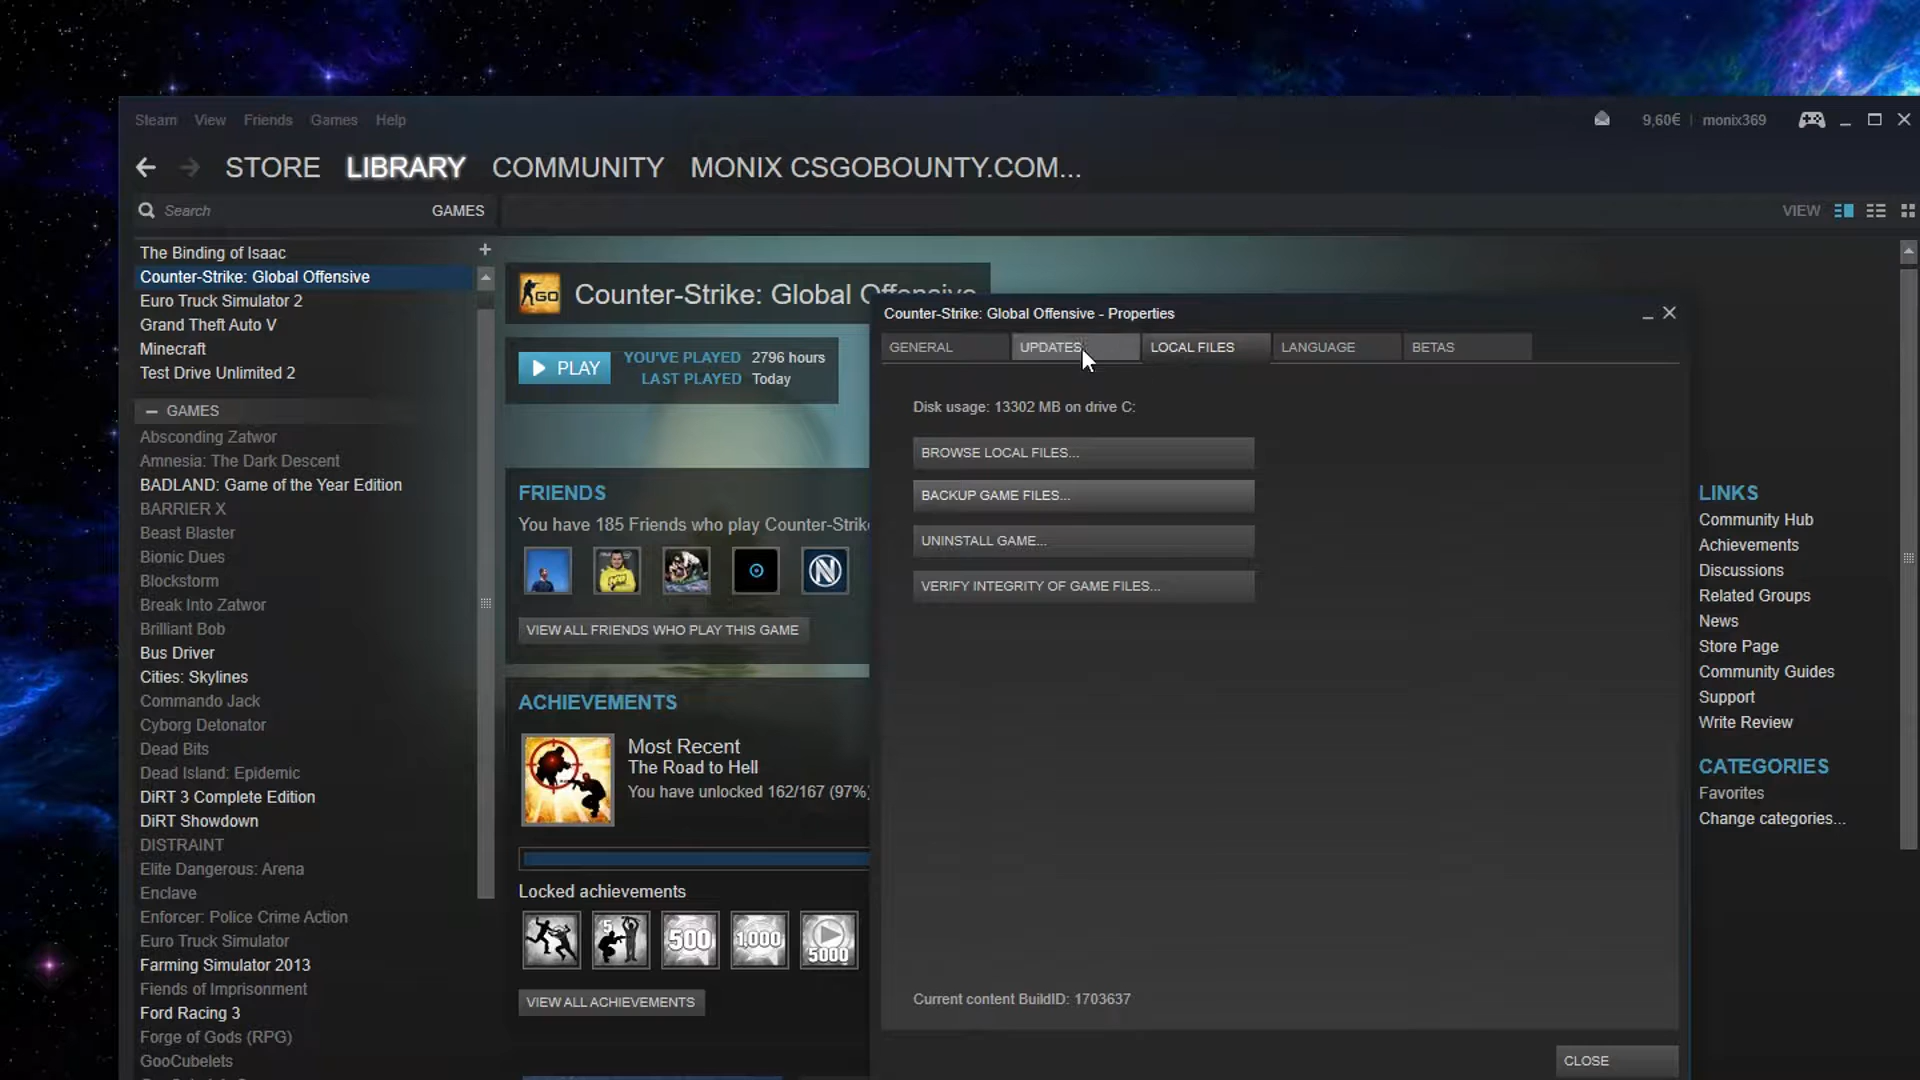 Steam View Friends Games Help
9,60€ | monix369
STORE LIBRARY COMMUNITY MONIX CSGOBOUNTY.COM...
Search GAMES
VIEW
The Binding of Isaac
Counter-Strike: Global Offensive
Euro Truck Simulator 2
Grand Theft Auto V
Minecraft
Test Drive Unlimited 2
GAMES
Absconding Zatwor
Amnesia: The Dark Descent
BADLAND: Game of the Year Edition
BARRIER X
Beast Blaster
Bionic Dues
Blockstorm
Break Into Zatwor
Brilliant Bob
Bus Driver
Cities: Skylines
Commando Jack
Cyborg Detonator
Dead Bits
Dead Island: Epidemic
DiRT 3 Complete Edition
DiRT Showdown
DISTRAINT
Elite Dangerous: Arena
Enclave
Enforcer: Police Crime Action
Euro Truck Simulator
Farming Simulator 2013
Fiends of Imprisonment
Ford Racing 3
Forge of Gods (RPG)
GooCubelets
GO
Counter-Strike: Global Offensive
PLAY
YOU'VE PLAYED 2796 hours
LAST PLAYED Today
FRIENDS
You have 185 Friends who play Counter-Strik
VIEW ALL FRIENDS WHO PLAY THIS GAME
ACHIEVEMENTS
Most Recent
The Road to Hell
You have unlocked 162/167 (97%)
Locked achievements
5
500
1,000
5000
VIEW ALL ACHIEVEMENTS
Counter-Strike: Global Offensive - Properties
GENERAL UPDATES LOCAL FILES LANGUAGE BETAS
Disk usage: 13302 MB on drive C:
BROWSE LOCAL FILES...
BACKUP GAME FILES...
UNINSTALL GAME...
VERIFY INTEGRITY OF GAME FILES...
Current content BuildID: 1703637
CLOSE
LINKS
Community Hub
Achievements
Discussions
Related Groups
News
Store Page
Community Guides
Support
Write Review
CATEGORIES
Favorites
Change categories...